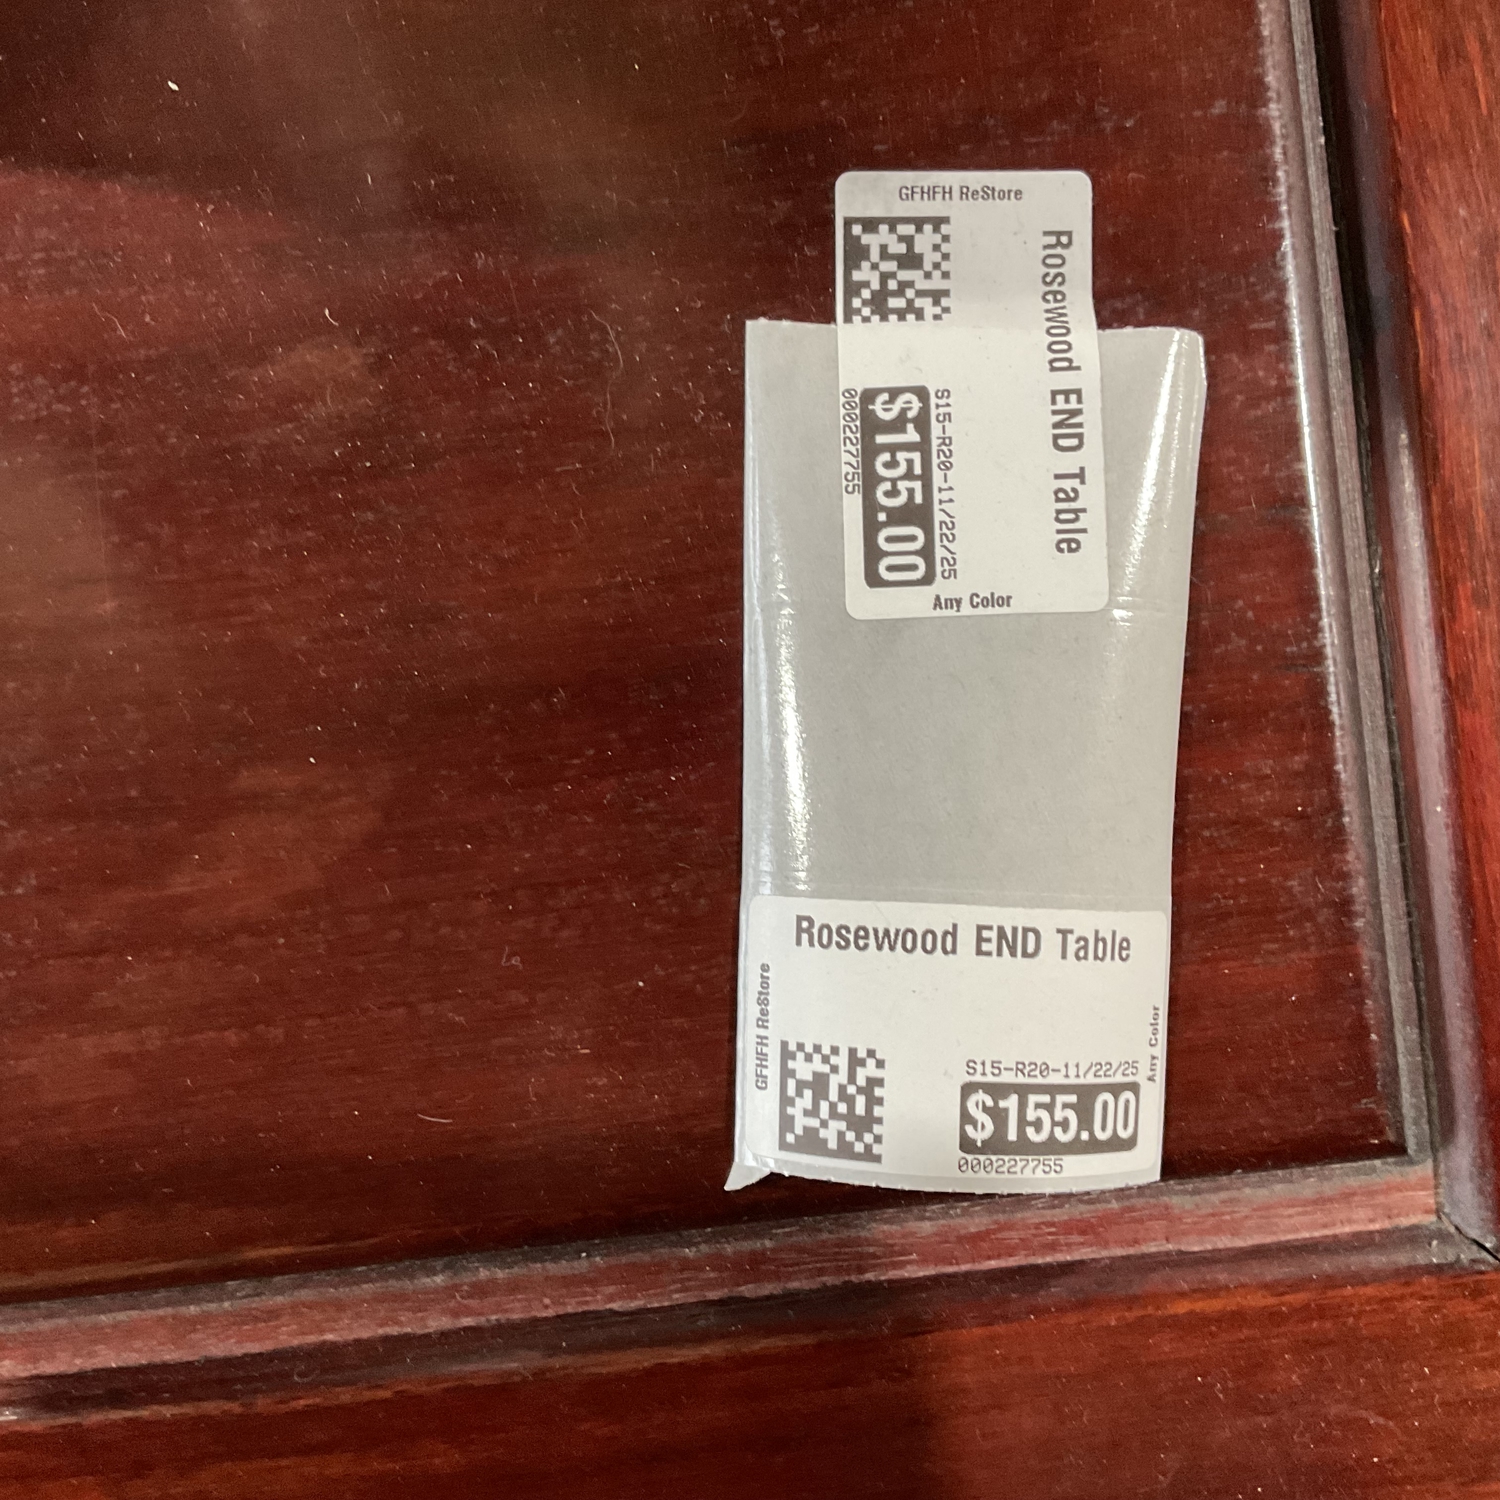 GFHFH ReStore
Rosewood END Table
S15-R20-11/22/25
$155.00
000227755
Any Color
Rosewood END Table
GFHFH ReStore
Any Color
S15-R20-11/22/25
$155.00
000227755